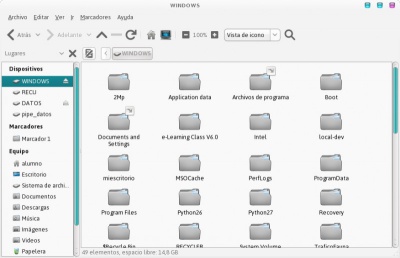 WINDOWS
Archivo Editar Ver Ir Marcadores Ayuda
Atrás Adelante 100% Vista de icono
Lugares WINDOWS
Dispositivos
WINDOWS
RECU
DATOS
pipe_datos
Marcadores
Marcador 1
Equipo
alumno
Escritorio
Sistema de archi...
Documentos
Descargas
Música
Imágenes
Vídeos
Papelera
2Mp Application data Archivos de programa Boot
Documents and Settings e-Learning Class V6.0 Intel local-dev
miescritorio MSOCache PerfLogs ProgramData
Program Files Python26 Python27 Recovery
$Recycle.Bin RECYCLER System Volume TraficoFauna
49 elementos, espacio libre: 14,8 GB